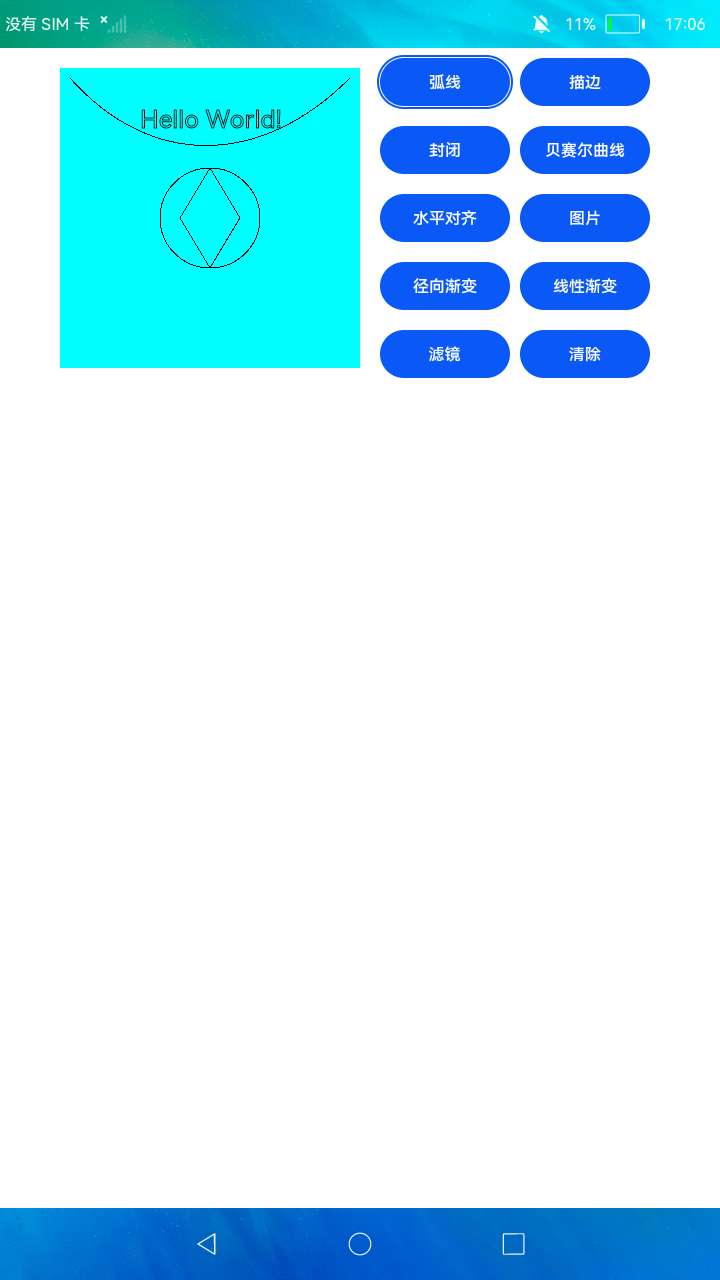 没有 SIM 卡
11%
17:06
Hello World!
弧线
描边
封闭
贝赛尔曲线
水平对齐
图片
径向渐变
线性渐变
滤镜
清除